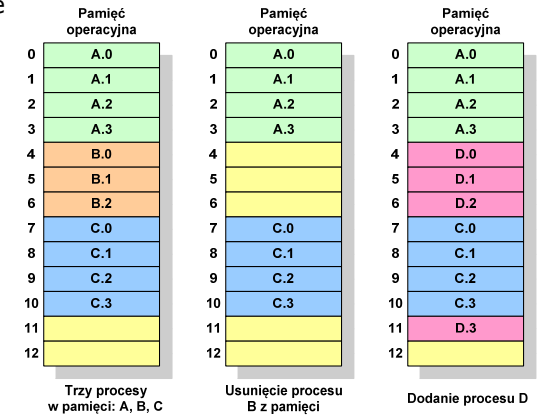 e
Pamięć
operacyjna
0 A.0
1 A.1
2 A.2
3 A.3
4 B.0
5 B.1
6 B.2
7 C.0
8 C.1
9 C.2
10 C.3
11
12
Trzy procesy
w pamięci: A, B, C
Pamięć
operacyjna
0 A.0
1 A.1
2 A.2
3 A.3
4
5
6
7 C.0
8 C.1
9 C.2
10 C.3
11
12
Usunięcie procesu
B z pamięci
Pamięć
operacyjna
0 A.0
1 A.1
2 A.2
3 A.3
4 D.0
5 D.1
6 D.2
7 C.0
8 C.1
9 C.2
10 C.3
11 D.3
12
Dodanie procesu D